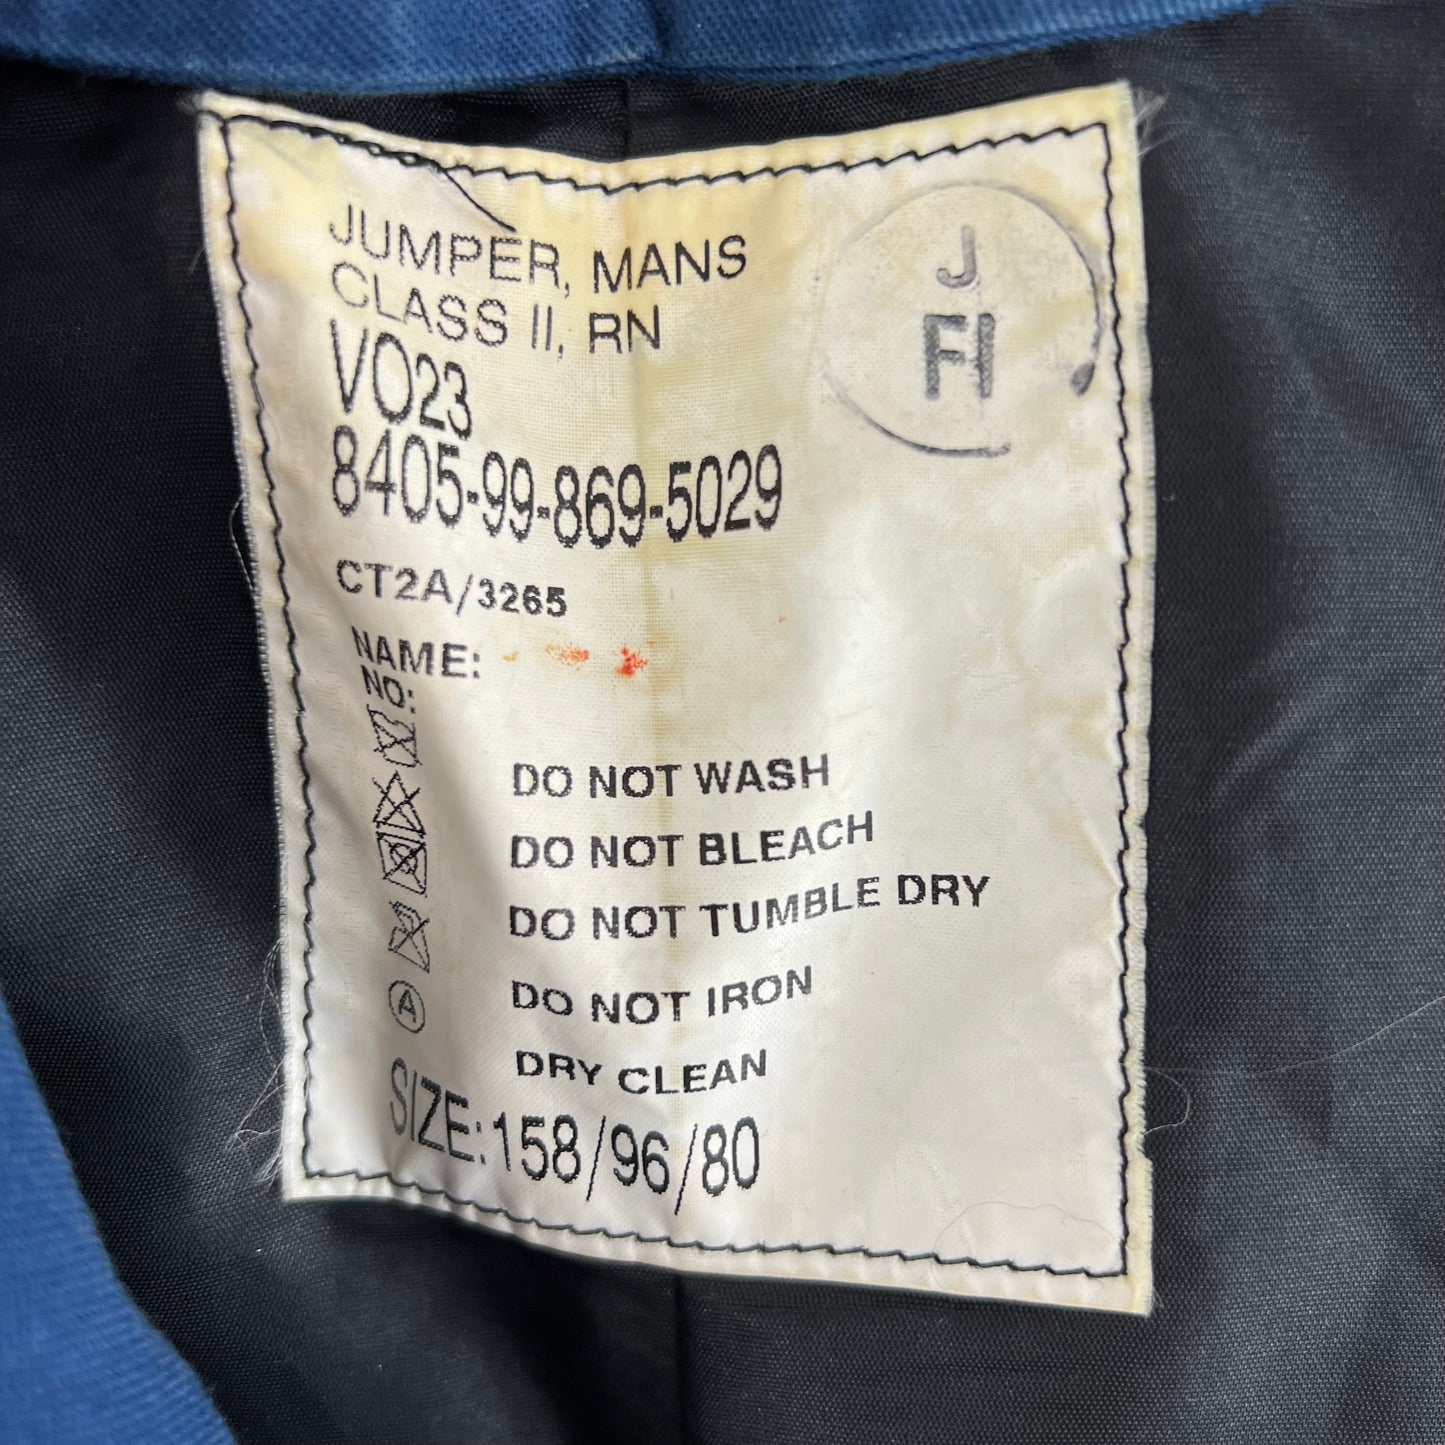 JUMPER, MANS
CLASS II, RN
VO23
8405-99-869-5029
CT2A/3265
NAME:
NO:
DO NOT WASH
DO NOT BLEACH
DO NOT TUMBLE DRY
DO NOT IRON
A
DRY CLEAN
SIZE: 158/96/80
J
FI